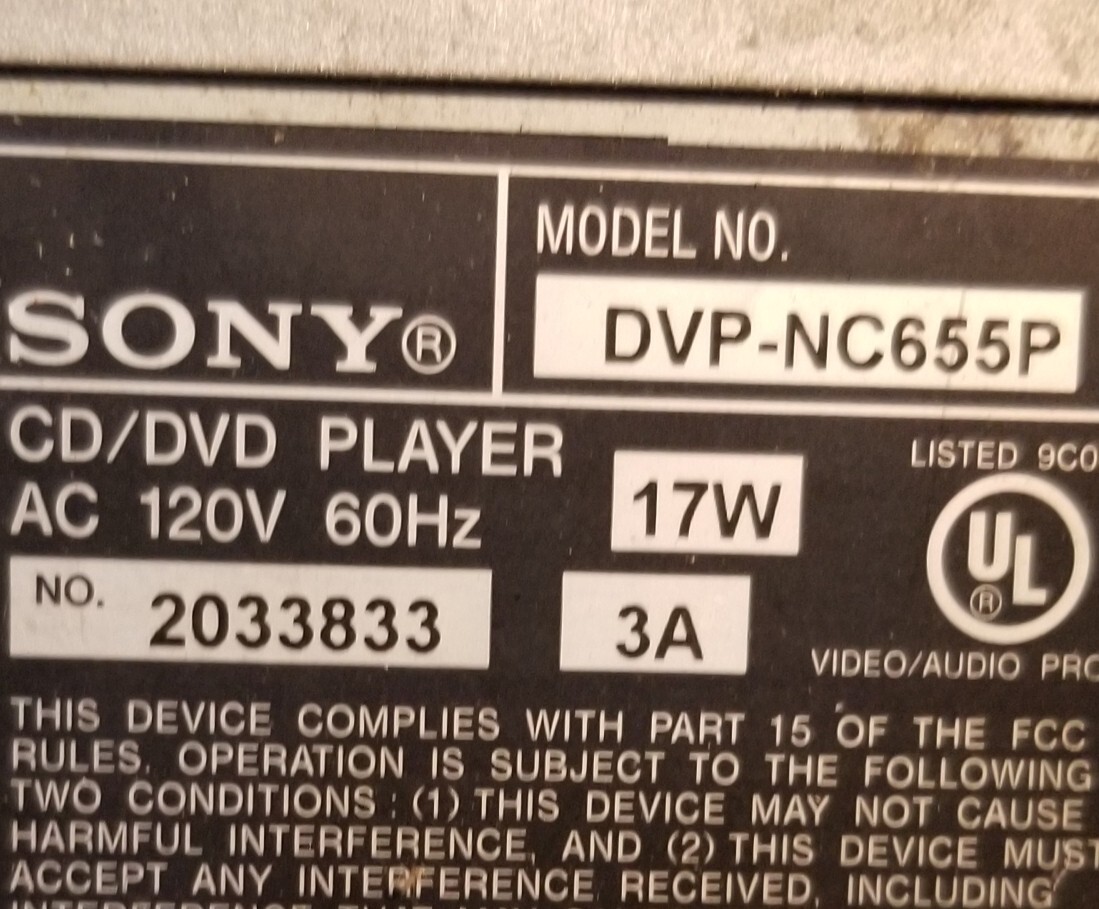 SONY®
MODEL NO.
DVP-NC655P
CD/DVD PLAYER
AC 120V 60Hz
17W
LISTED 9C0
UL®
NO. 2033833
3A
VIDEO/AUDIO PRO
THIS DEVICE COMPLIES WITH PART 15 OF THE FCC
RULES. OPERATION IS SUBJECT TO THE FOLLOWING
TWO CONDITIONS : (1) THIS DEVICE MAY NOT CAUSE
HARMFUL INTERFERENCE, AND (2) THIS DEVICE MUST
ACCEPT ANY INTERFERENCE RECEIVED, INCLUDING